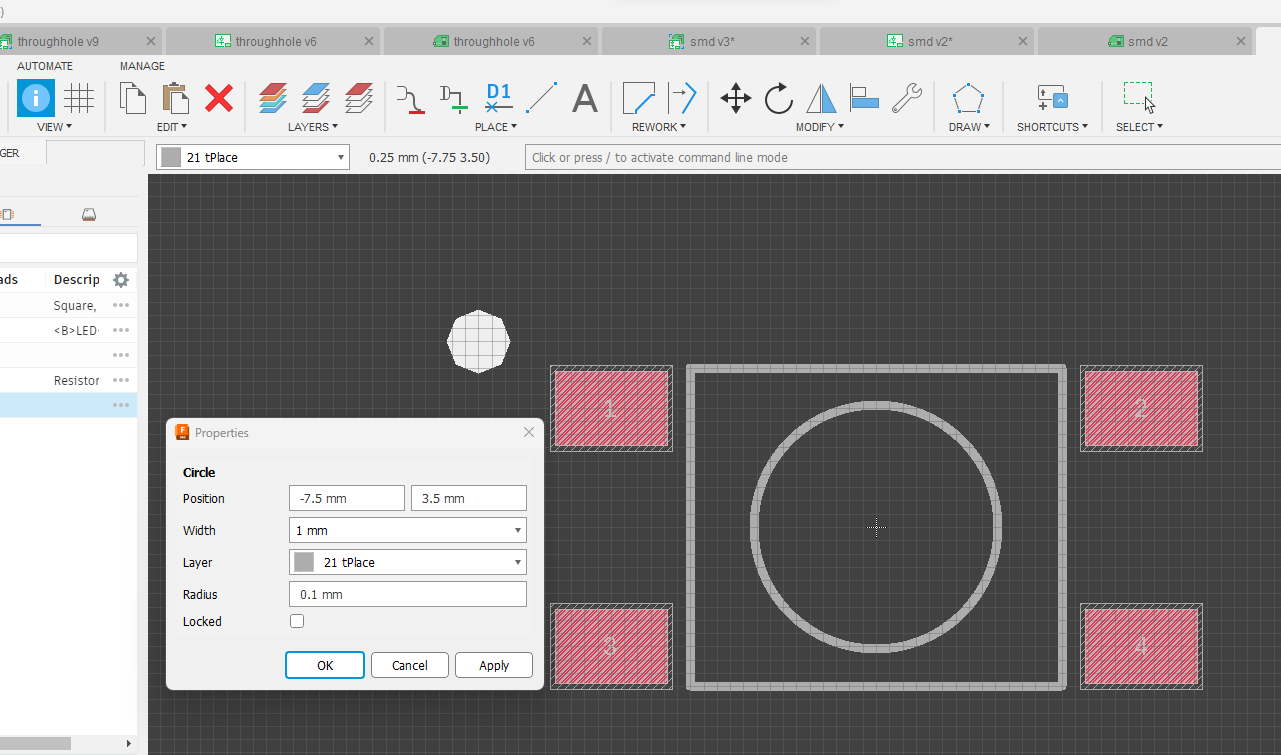 )
throughhole v9
throughhole v6
throughhole v6
smd v3*
smd v2*
smd v2
AUTOMATE
MANAGE
D1
A
VIEW
EDIT
LAYERS
PLACE
REWORK
MODIFY
DRAW
SHORTCUTS
SELECT
GER
21 tPlace
0.25 mm (-7.75 3.50)
Click or press / to activate command line mode
ads
Descrip
Square,
<B>LED
Resistor
1
2
3
4
Properties
Circle
Position
-7.5 mm
3.5 mm
Width
1 mm
Layer
21 tPlace
Radius
0.1 mm
Locked
OK
Cancel
Apply